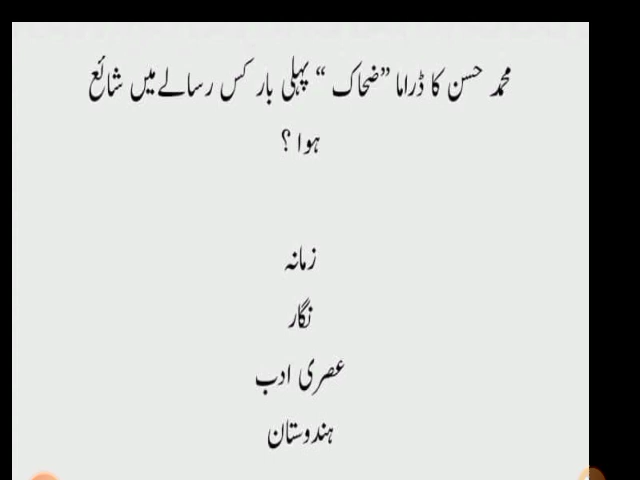 محمد حسن کا ڈراما ”ضحاک“ پہلی بار کس رسالے میں شائع
ہوا ؟
زمانہ
نگار
عصری ادب
ہندوستان